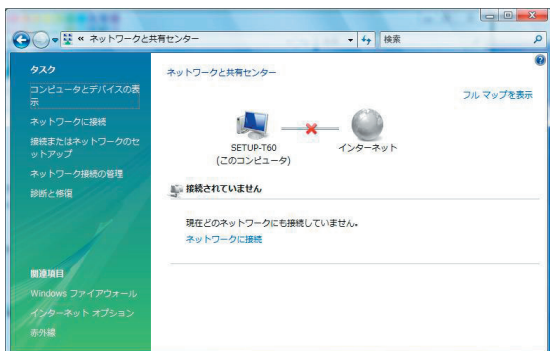 « ネットワークと共有センター
検索
タスク
コンピュータとデバイスの表
示
ネットワークに接続
接続またはネットワークのセ
ットアップ
ネットワーク接続の管理
診断と修復
関連項目
Windows ファイアウォール
インターネット オプション
赤外線
ネットワークと共有センター
フル マップを表示
SETUP-T60
(このコンピュータ)
インターネット
接続されていません
現在どのネットワークにも接続していません。
ネットワークに接続